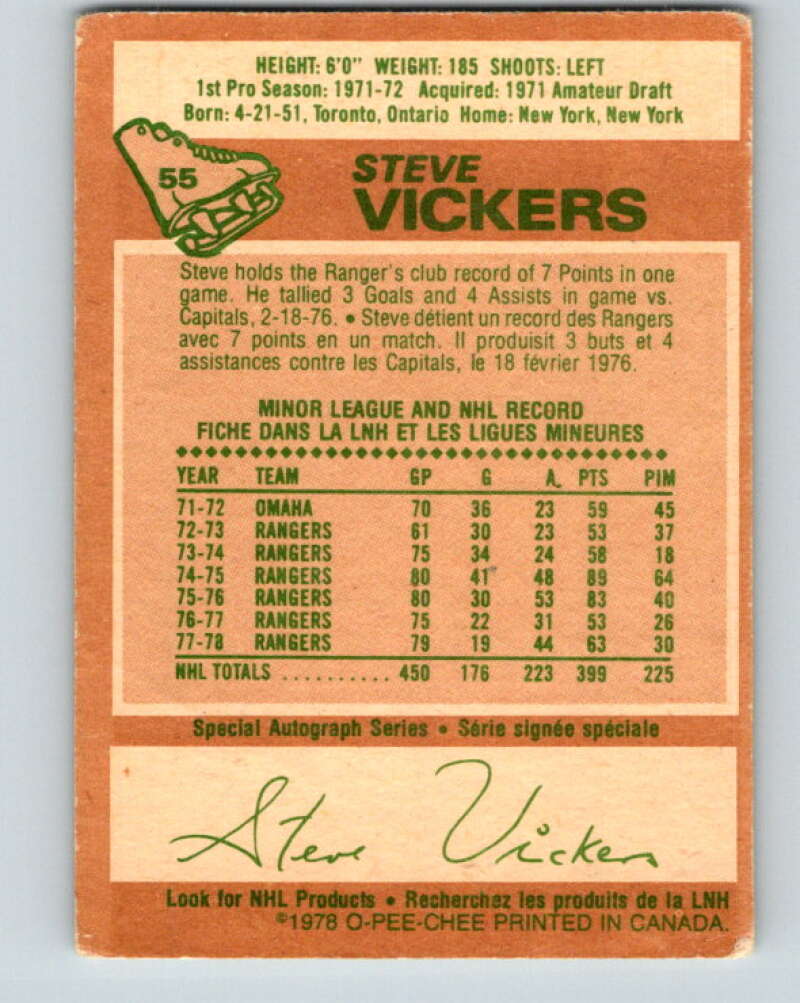 HEIGHT: 6'0" WEIGHT: 185 SHOOTS: LEFT
1st Pro Season: 1971-72 Acquired: 1971 Amateur Draft
Born: 4-21-51, Toronto, Ontario Home: New York, New York
55
STEVE
VICKERS
Steve holds the Ranger's club record of 7 Points in one
game. He tallied 3 Goals and 4 Assists in game vs.
Capitals, 2-18-76. • Steve détient un record des Rangers
avec 7 points en un match. Il produisit 3 buts et 4
assistances contre les Capitals, le 18 février 1976.
MINOR LEAGUE AND NHL RECORD
FICHE DANS LA LNH ET LES LIGUES MINEURES
YEAR TEAM GP G A PTS PIM
71-72 OMAHA 70 36 23 59 45
72-73 RANGERS 61 30 23 53 37
73-74 RANGERS 75 34 24 58 18
74-75 RANGERS 80 41 48 89 64
75-76 RANGERS 80 30 53 83 40
76-77 RANGERS 75 22 31 53 26
77-78 RANGERS 79 19 44 63 30
NHL TOTALS .......... 450 176 223 399 225
Special Autograph Series • Série signée spéciale
Steve Vickers
Look for NHL Products • Recherchez les produits de la LNH
©1978 O-PEE-CHEE PRINTED IN CANADA.